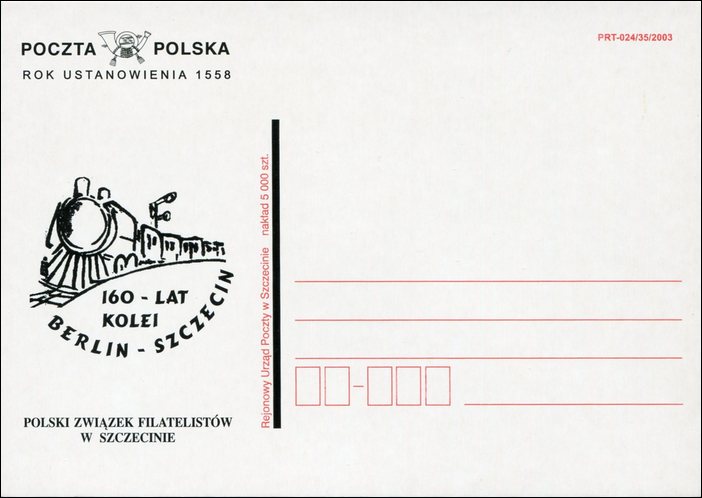 POCZTA POLSKA
ROK USTANOWIENIA 1558
PRT-024/35/2003
160 - LAT
KOLEI
BERLIN - SZCZECIN
POLSKI ZWIĄZEK FILATELISTÓW
W SZCZECINIE
Rejonowy Urząd Poczty w Szczecinie nakład 5 000 szt.